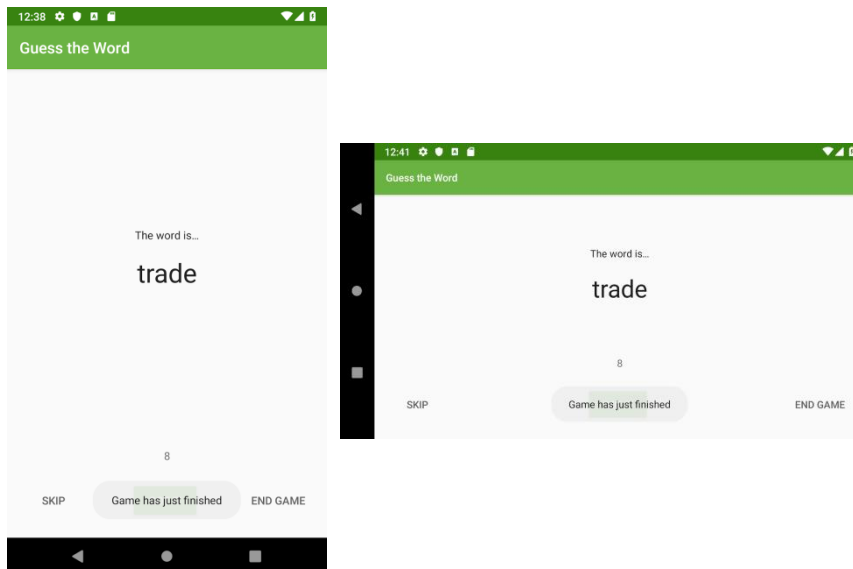 12:38
Guess the Word
The word is…
trade
8
SKIP
Game has just finished
END GAME
12:41
Guess the Word
The word is…
trade
8
SKIP
Game has just finished
END GAME